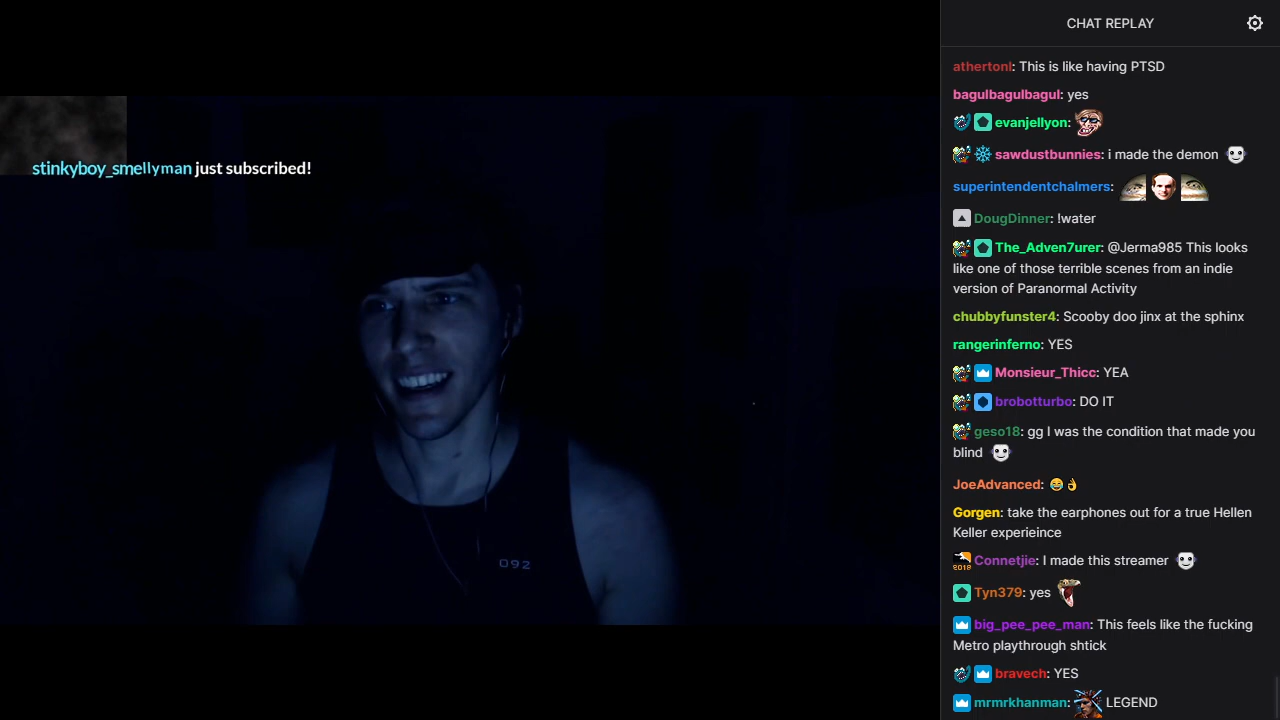 CHAT REPLAY
stinkyboy_smellyman just subscribed!
092
athertonl: This is like having PTSD
bagulbagulbagul: yes
evanjellyon:
sawdustbunnies: i made the demon
superintendentchalmers:
DougDinner: !water
The_Adven7urer: @Jerma985 This looks
like one of those terrible scenes from an indie
version of Paranormal Activity
chubbyfunster4: Scooby doo jinx at the sphinx
rangerinferno: YES
Monsieur_Thicc: YEA
brobotturbo: DO IT
geso18: gg I was the condition that made you
blind
JoeAdvanced: 😂👌
Gorgen: take the earphones out for a true Hellen
Keller experieince
2018
Connetjie: I made this streamer
Tyn379: yes
big_pee_pee_man: This feels like the fucking
Metro playthrough shtick
bravech: YES
mrmrkhanman: LEGEND